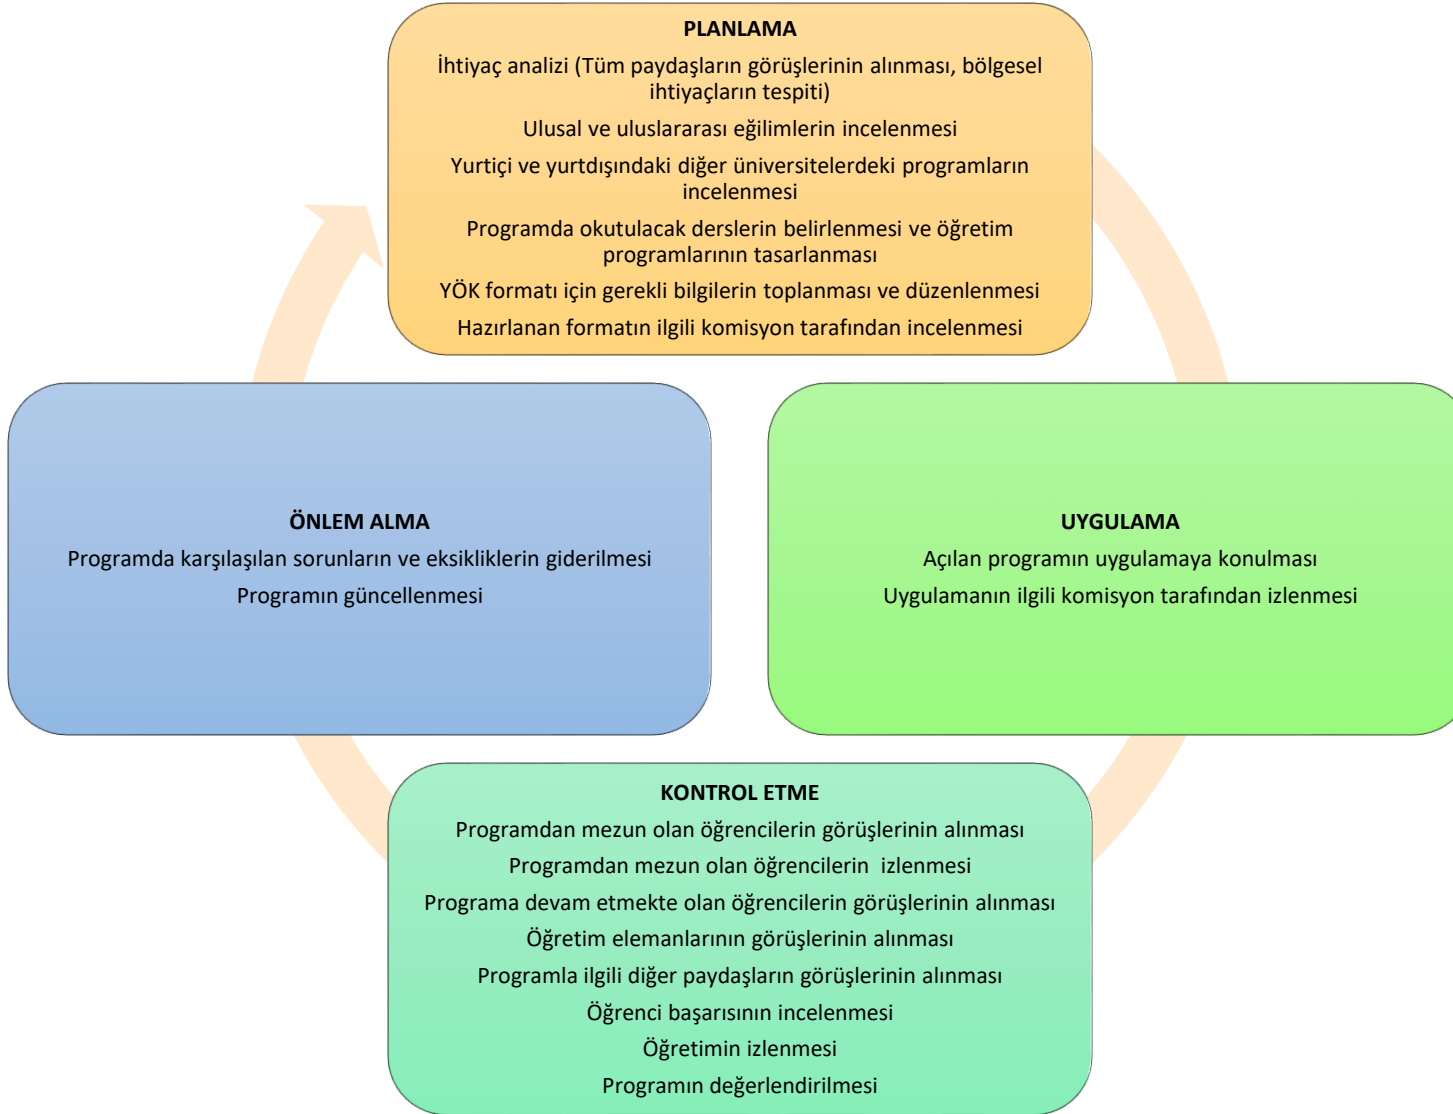 PLANLAMA
İhtiyaç analizi (Tüm paydaşların görüşlerinin alınması, bölgesel
ihtiyaçların tespiti)
Ulusal ve uluslararası eğilimlerin incelenmesi
Yurtiçi ve yurtdışındaki diğer üniversitelerdeki programların
incelenmesi
Programda okutulacak derslerin belirlenmesi ve öğretim
programlarının tasarlanması
YÖK formatı için gerekli bilgilerin toplanması ve düzenlenmesi
Hazırlanan formatın ilgili komisyon tarafından incelenmesi
UYGULAMA
Açılan programın uygulamaya konulması
Uygulamanın ilgili komisyon tarafından izlenmesi
KONTROL ETME
Programdan mezun olan öğrencilerin görüşlerinin alınması
Programdan mezun olan öğrencilerin  izlenmesi
Programa devam etmekte olan öğrencilerin görüşlerinin alınması
Öğretim elemanlarının görüşlerinin alınması
Programla ilgili diğer paydaşların görüşlerinin alınması
Öğrenci başarısının incelenmesi
Öğretimin izlenmesi
Programın değerlendirilmesi
ÖNLEM ALMA
Programda karşılaşılan sorunların ve eksikliklerin giderilmesi
Programın güncellenmesi